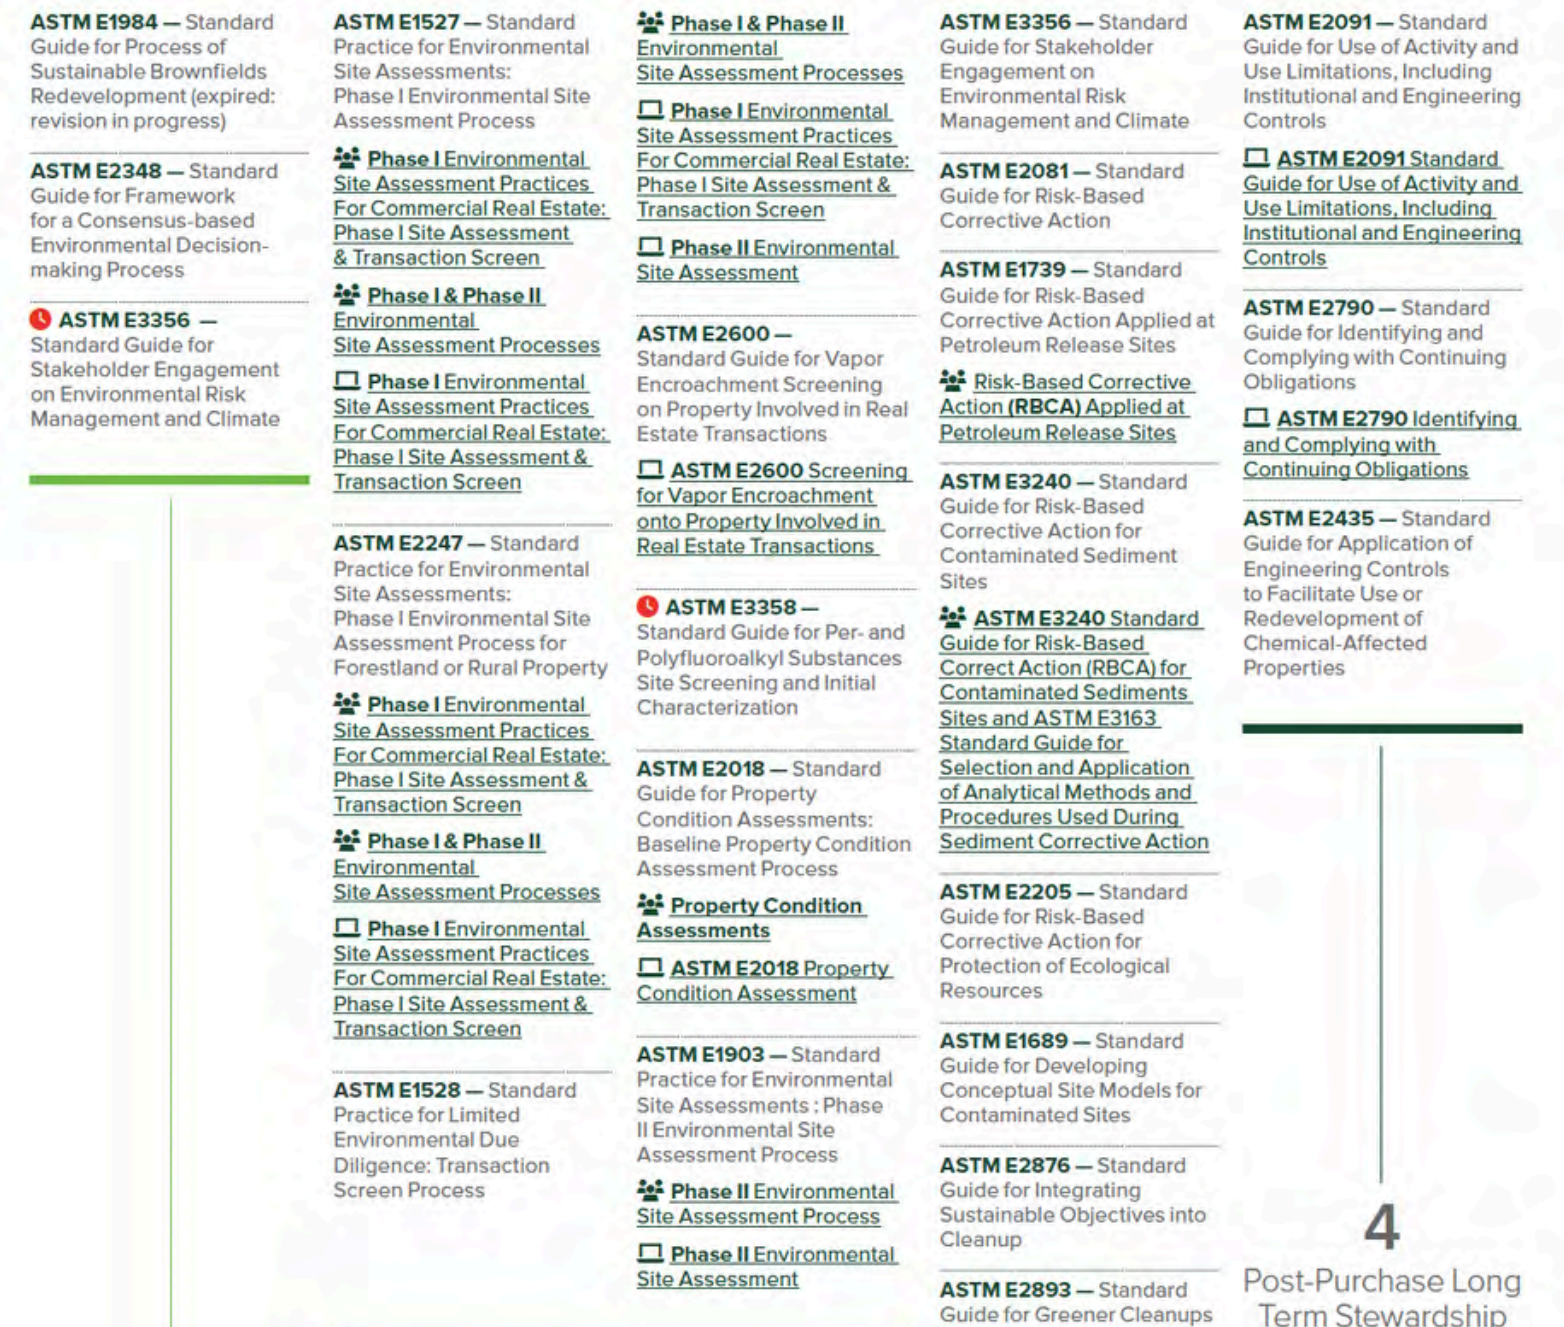 ASTM E1984 — Standard
Guide for Process of
Sustainable Brownfields
Redevelopment (expired:
revision in progress)
ASTM E2348 — Standard
Guide for Framework
for a Consensus-based
Environmental Decision-
making Process
ASTM E3356 —
Standard Guide for
Stakeholder Engagement
on Environmental Risk
Management and Climate
ASTM E1527 — Standard
Practice for Environmental
Site Assessments:
Phase I Environmental Site
Assessment Process
Phase I Environmental
Site Assessment Practices
For Commercial Real Estate:
Phase I Site Assessment
& Transaction Screen
Phase I & Phase II
Environmental
Site Assessment Processes
Phase I Environmental
Site Assessment Practices
For Commercial Real Estate:
Phase I Site Assessment &
Transaction Screen
ASTM E2247 — Standard
Practice for Environmental
Site Assessments:
Phase I Environmental Site
Assessment Process for
Forestland or Rural Property
Phase I Environmental
Site Assessment Practices
For Commercial Real Estate:
Phase I Site Assessment &
Transaction Screen
Phase I & Phase II
Environmental
Site Assessment Processes
Phase I Environmental
Site Assessment Practices
For Commercial Real Estate:
Phase I Site Assessment &
Transaction Screen
ASTM E1528 — Standard
Practice for Limited
Environmental Due
Diligence: Transaction
Screen Process
Phase I & Phase II
Environmental
Site Assessment Processes
Phase I Environmental
Site Assessment Practices
For Commercial Real Estate:
Phase I Site Assessment &
Transaction Screen
Phase II Environmental
Site Assessment
ASTM E2600 —
Standard Guide for Vapor
Encroachment Screening
on Property Involved in Real
Estate Transactions
ASTM E2600 Screening
for Vapor Encroachment
onto Property Involved in
Real Estate Transactions
ASTM E3358 —
Standard Guide for Per- and
Polyfluoroalkyl Substances
Site Screening and Initial
Characterization
ASTM E2018 — Standard
Guide for Property
Condition Assessments:
Baseline Property Condition
Assessment Process
Property Condition
Assessments
ASTM E2018 Property
Condition Assessment
ASTM E1903 — Standard
Practice for Environmental
Site Assessments : Phase
II Environmental Site
Assessment Process
Phase II Environmental
Site Assessment Process
Phase II Environmental
Site Assessment
ASTM E3356 — Standard
Guide for Stakeholder
Engagement on
Environmental Risk
Management and Climate
ASTM E2081 — Standard
Guide for Risk-Based
Corrective Action
ASTM E1739 — Standard
Guide for Risk-Based
Corrective Action Applied at
Petroleum Release Sites
Risk-Based Corrective
Action (RBCA) Applied at
Petroleum Release Sites
ASTM E3240 — Standard
Guide for Risk-Based
Corrective Action for
Contaminated Sediment
Sites
ASTM E3240 Standard
Guide for Risk-Based
Correct Action (RBCA) for
Contaminated Sediments
Sites and ASTM E3163
Standard Guide for
Selection and Application
of Analytical Methods and
Procedures Used During
Sediment Corrective Action
ASTM E2205 — Standard
Guide for Risk-Based
Corrective Action for
Protection of Ecological
Resources
ASTM E1689 — Standard
Guide for Developing
Conceptual Site Models for
Contaminated Sites
ASTM E2876 — Standard
Guide for Integrating
Sustainable Objectives into
Cleanup
ASTM E2893 — Standard
Guide for Greener Cleanups
ASTM E2091 — Standard
Guide for Use of Activity and
Use Limitations, Including
Institutional and Engineering
Controls
ASTM E2091 Standard
Guide for Use of Activity and
Use Limitations, Including
Institutional and Engineering
Controls
ASTM E2790 — Standard
Guide for Identifying and
Complying with Continuing
Obligations
ASTM E2790 Identifying
and Complying with
Continuing Obligations
ASTM E2435 — Standard
Guide for Application of
Engineering Controls
to Facilitate Use or
Redevelopment of
Chemical-Affected
Properties
4
Post-Purchase Long
Term Stewardship